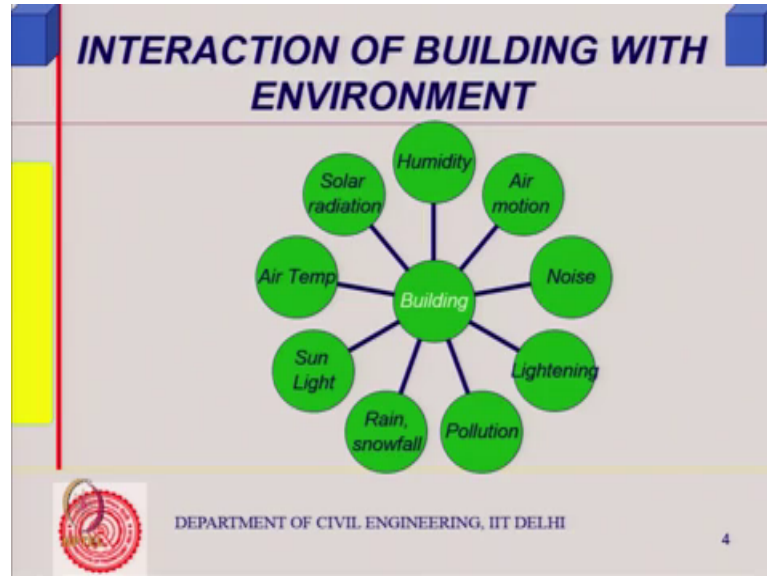 INTERACTION OF BUILDING WITH
ENVIRONMENT
Humidity
Solar
radiation
Air
motion
Air Temp
Noise
Building
Sun
Light
Lightening
Rain,
snowfall
Pollution
DEPARTMENT OF CIVIL ENGINEERING, IIT DELHI
4